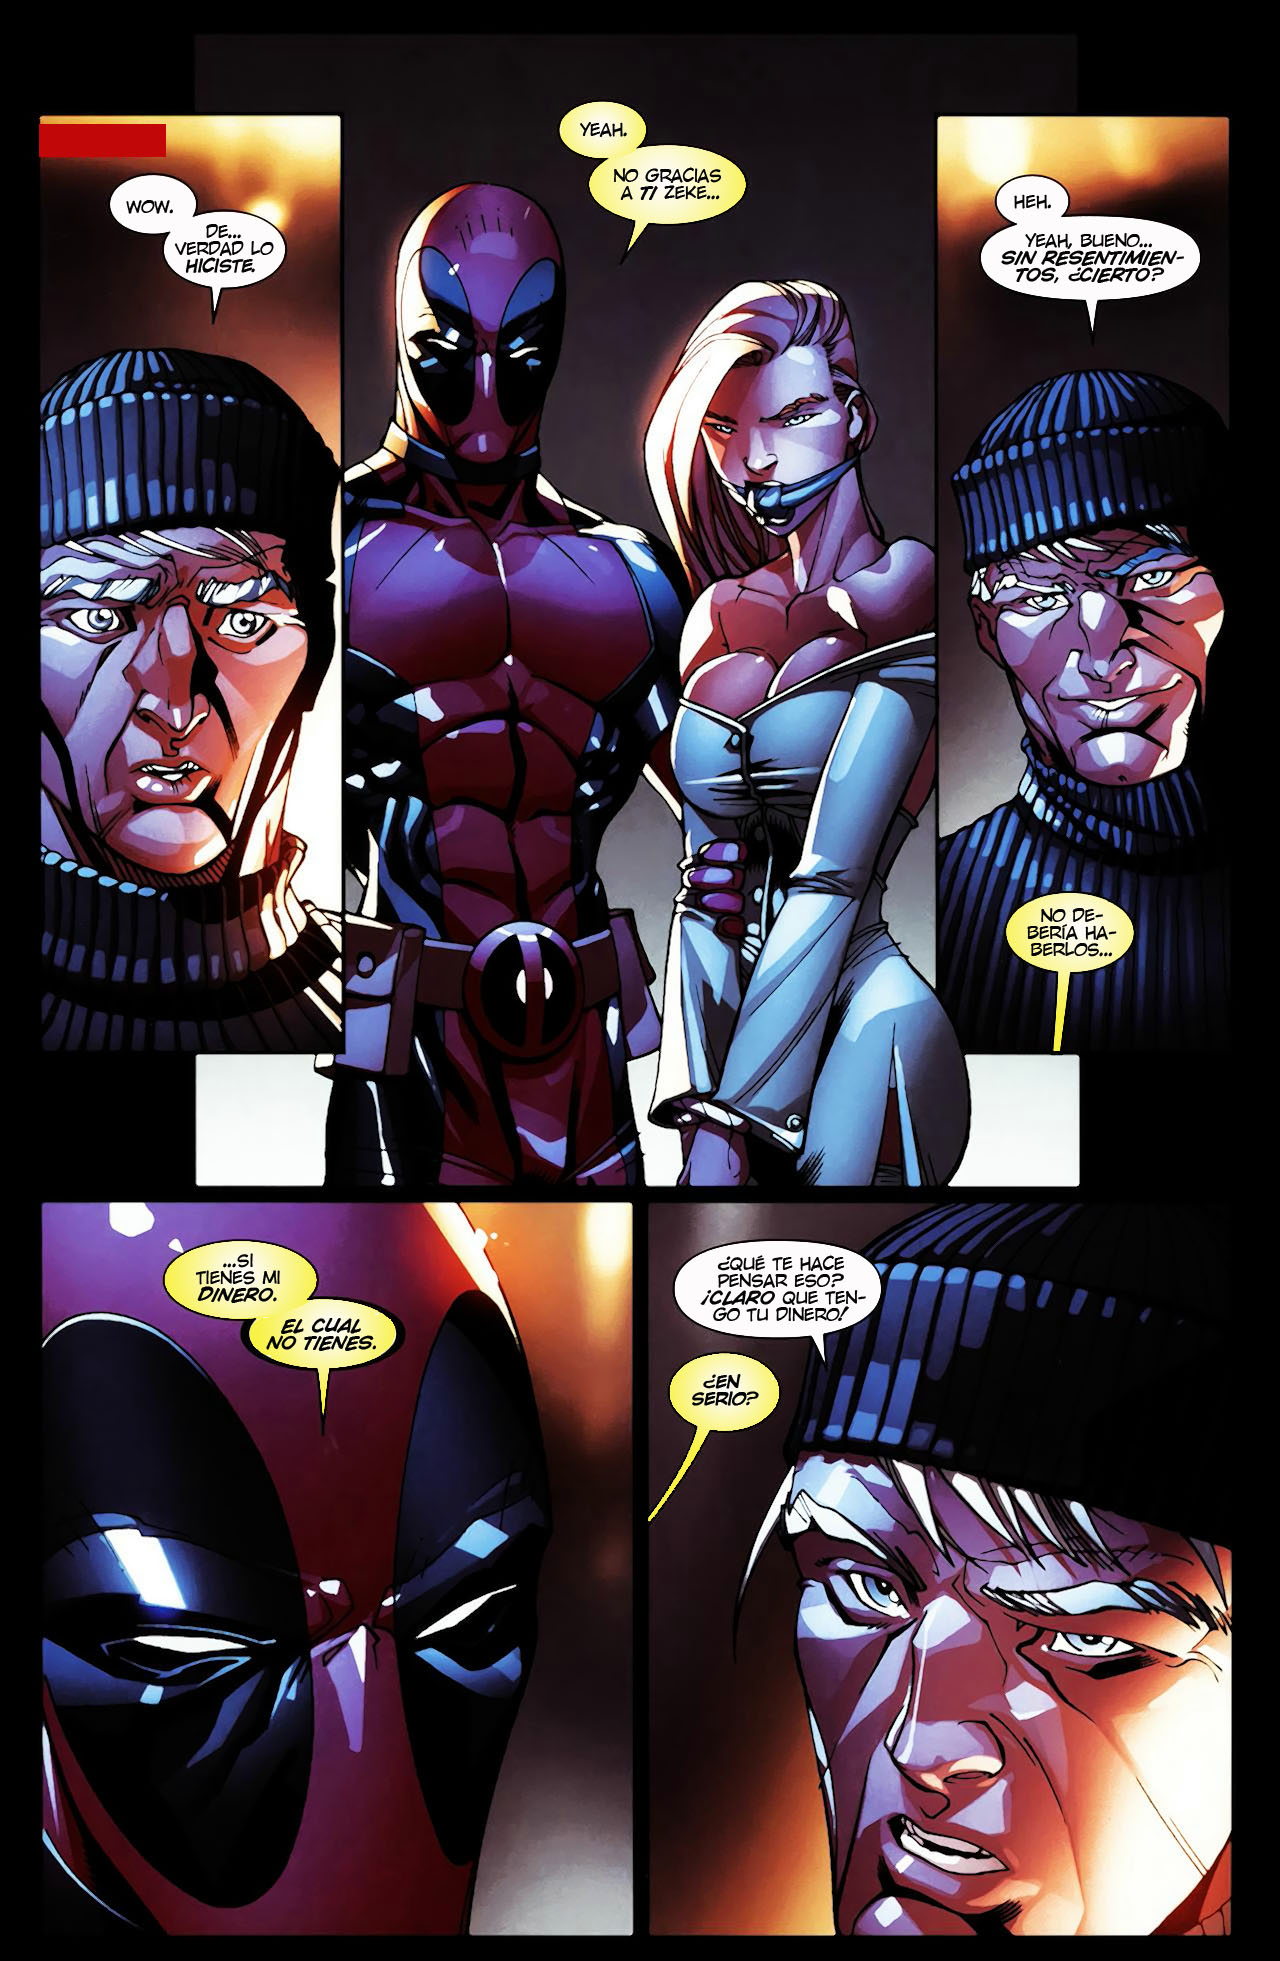 WOW.
DE...
VERDAD LO
HICISTE.
YEAH.
NO GRACIAS
A TI ZEKE...
HEH.
YEAH, BUENO...
SIN RESENTIMIEN-
TOS, ¿CIERTO?
NO DE-
BERÍA HA-
BERLOS...
...SI
TIENES MI
DINERO.
EL CUAL
NO TIENES.
¿QUÉ TE HACE
PENSAR ESO?
¡CLARO QUE TEN-
GO TU DINERO!
¿EN
SERIO?